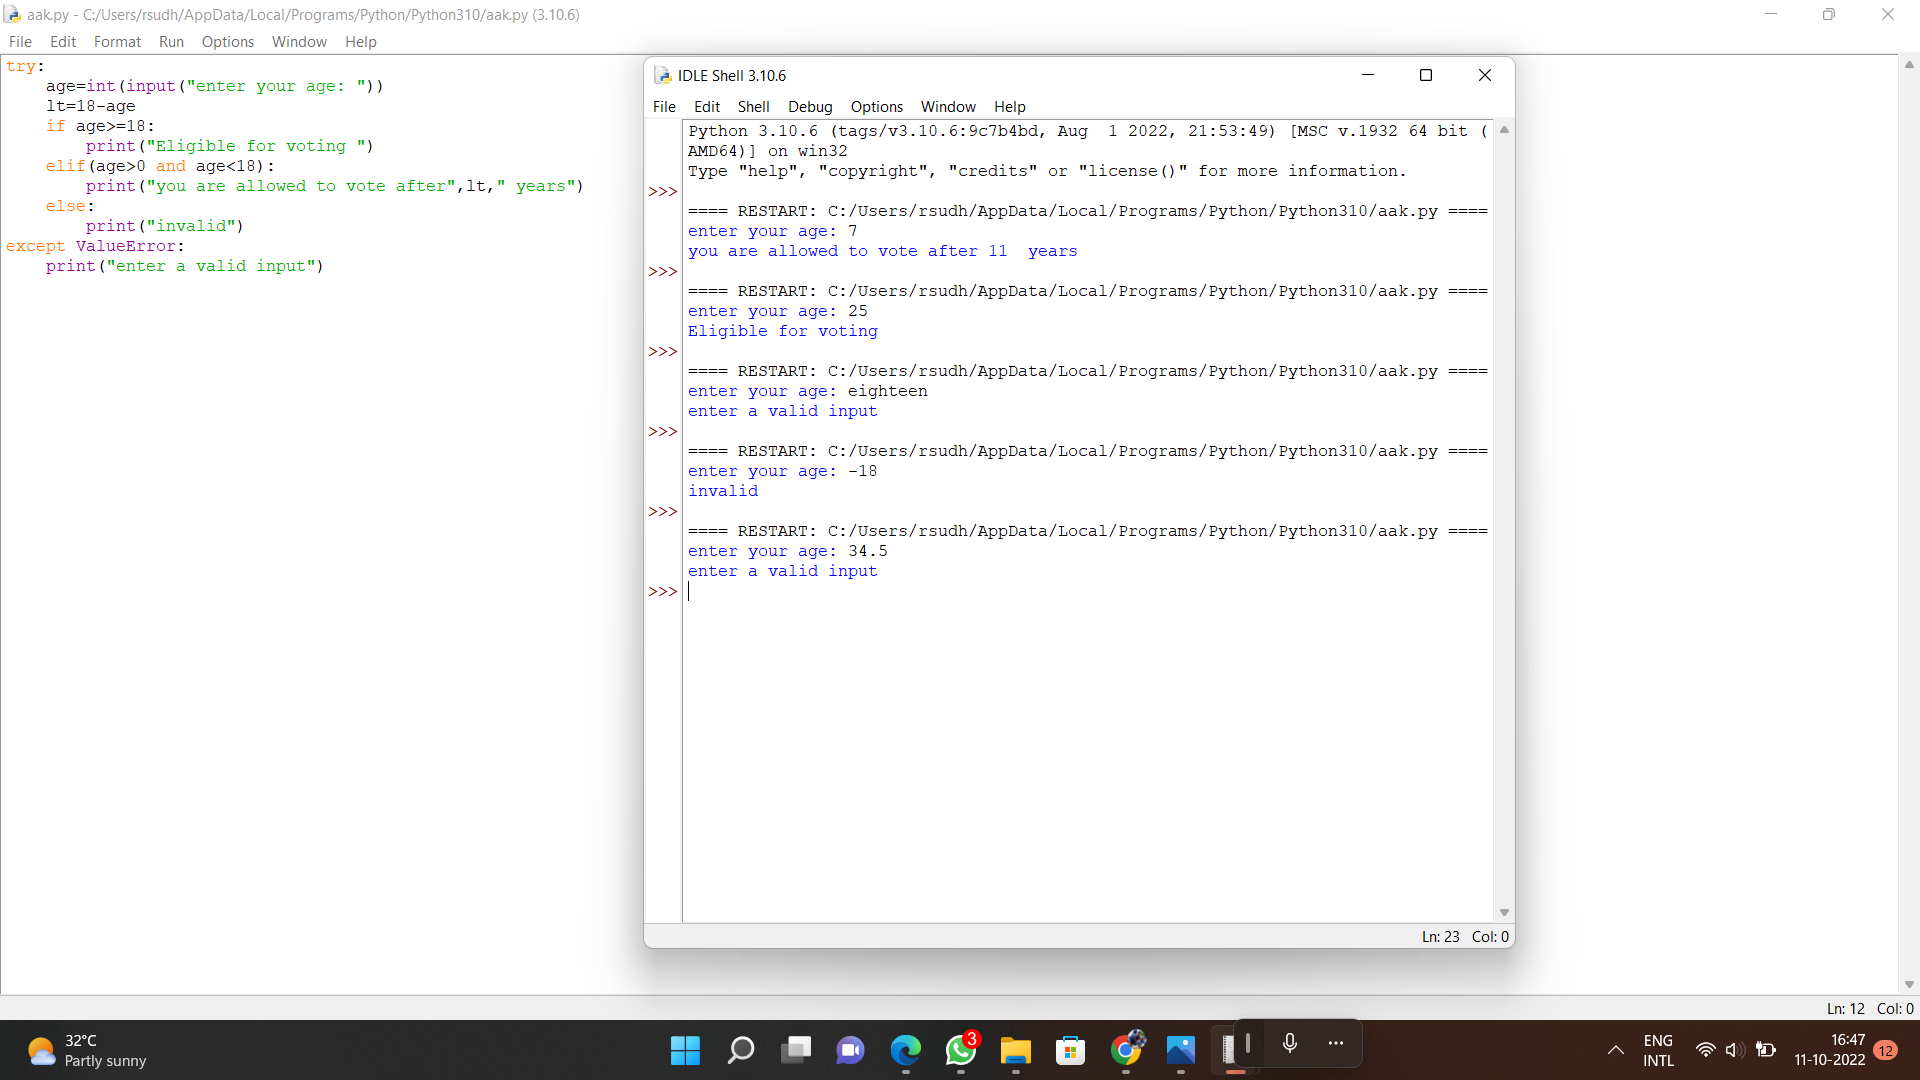 aak.py - C:/Users/rsudh/AppData/Local/Programs/Python/Python310/aak.py (3.10.6)
File Edit Format Run Options Window Help
try:
    age=int(input("enter your age: "))
    lt=18-age
    if age>=18:
        print("Eligible for voting ")
    elif(age>0 and age<18):
        print("you are allowed to vote after",lt," years")
    else:
        print("invalid")
except ValueError:
    print("enter a valid input")
IDLE Shell 3.10.6
File Edit Shell Debug Options Window Help
Python 3.10.6 (tags/v3.10.6:9c7b4bd, Aug  1 2022, 21:53:49) [MSC v.1932 64 bit (
AMD64)] on win32
Type "help", "copyright", "credits" or "license()" for more information.
>>>
==== RESTART: C:/Users/rsudh/AppData/Local/Programs/Python/Python310/aak.py ====
enter your age: 7
you are allowed to vote after 11  years
>>>
==== RESTART: C:/Users/rsudh/AppData/Local/Programs/Python/Python310/aak.py ====
enter your age: 25
Eligible for voting
>>>
==== RESTART: C:/Users/rsudh/AppData/Local/Programs/Python/Python310/aak.py ====
enter your age: eighteen
enter a valid input
>>>
==== RESTART: C:/Users/rsudh/AppData/Local/Programs/Python/Python310/aak.py ====
enter your age: -18
invalid
>>>
==== RESTART: C:/Users/rsudh/AppData/Local/Programs/Python/Python310/aak.py ====
enter your age: 34.5
enter a valid input
>>>
Ln: 23 Col: 0
Ln: 12 Col: 0
32°C
Partly sunny
3
ENG
INTL
16:47
11-10-2022
12